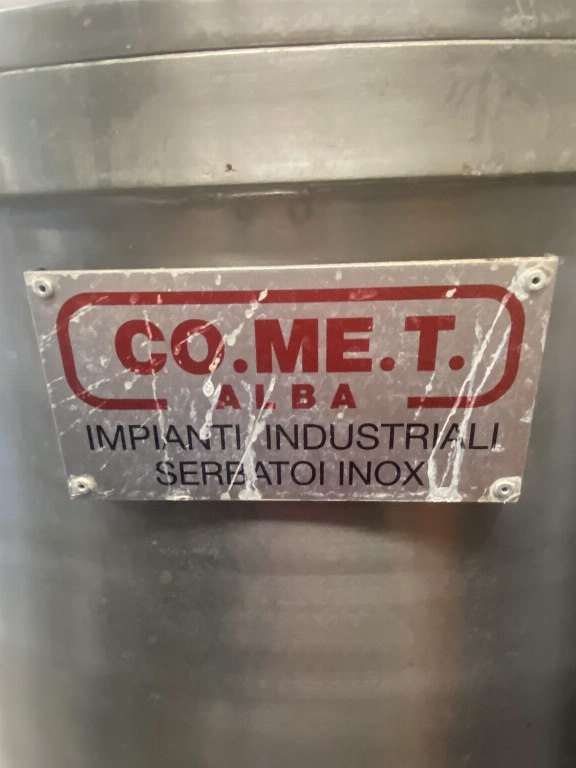 CO.ME.T.
ALBA
IMPIANTI INDUSTRIALI
SERBATOI INOX